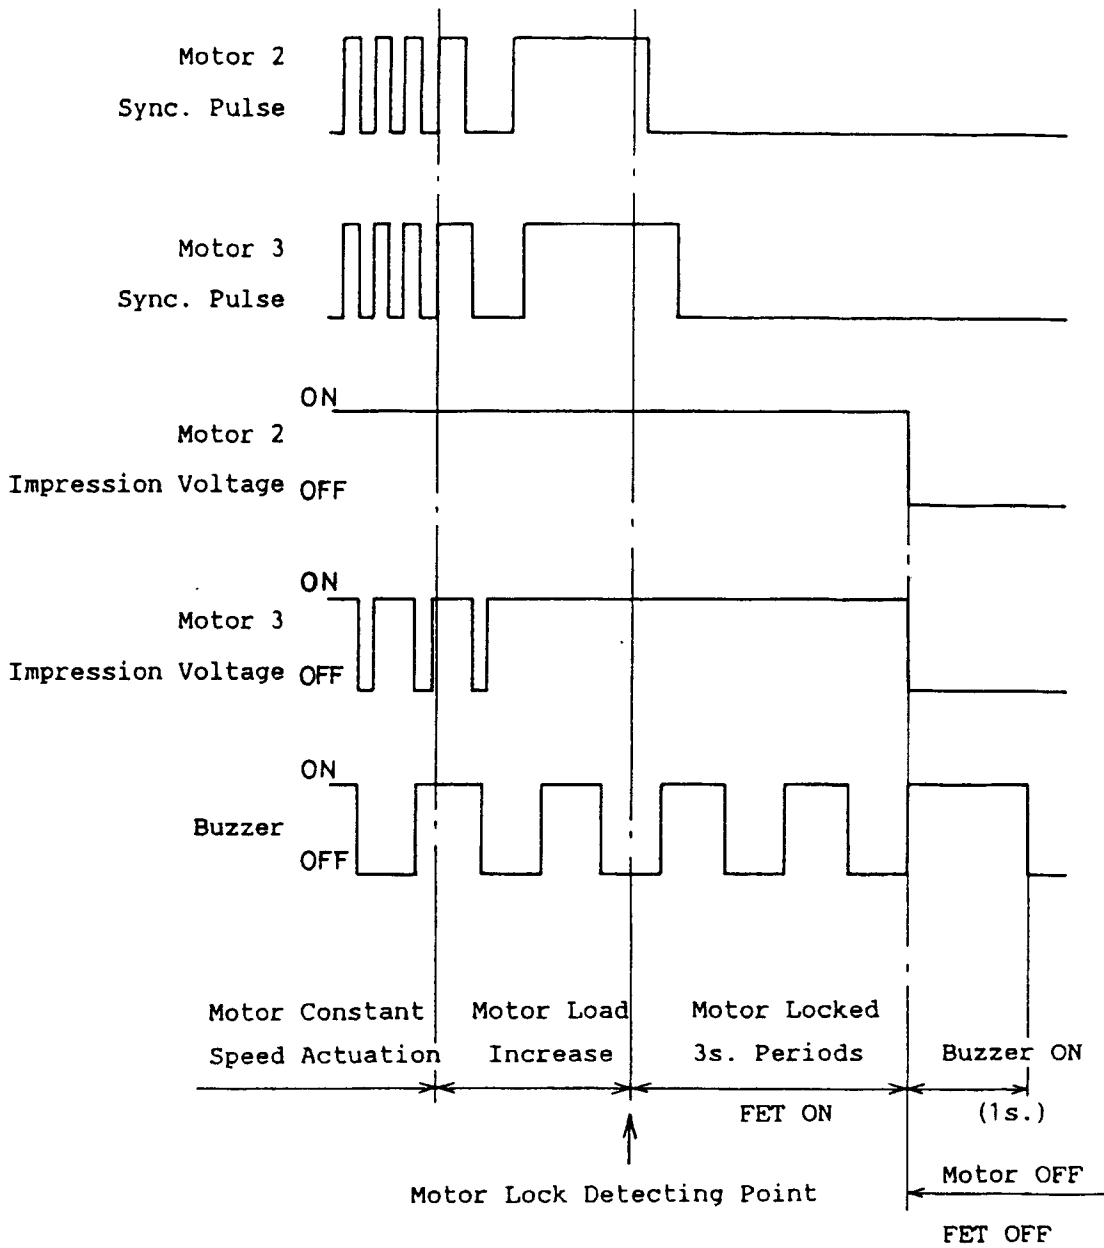 Motor 2
Sync. Pulse
Motor 3
Sync. Pulse
ON
Motor 2
Impression Voltage OFF
ON
Motor 3
Impression Voltage OFF
ON
Buzzer
OFF
Motor Constant
Speed Actuation
Motor Load
Increase
Motor Locked
3s. Periods
Buzzer ON
FET ON
(1s.)
Motor Lock Detecting Point
Motor OFF
FET OFF